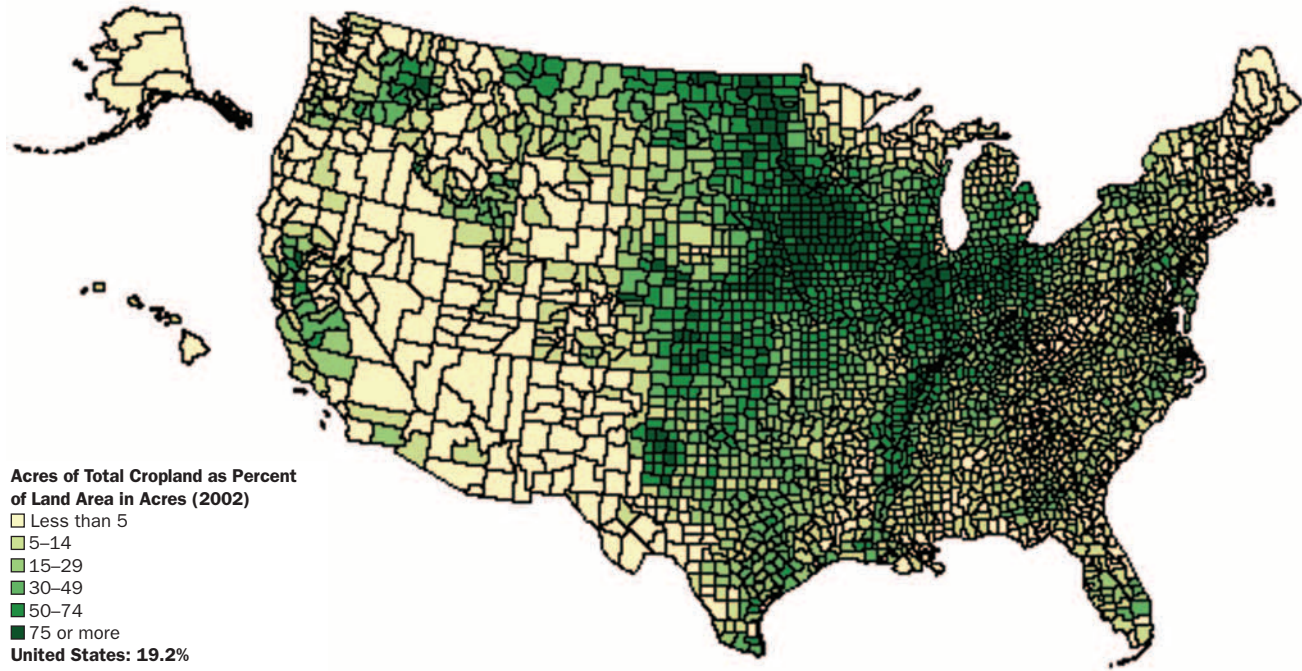 Acres of Total Cropland as Percent
of Land Area in Acres (2002)
Less than 5
5–14
15–29
30–49
50–74
75 or more
United States: 19.2%